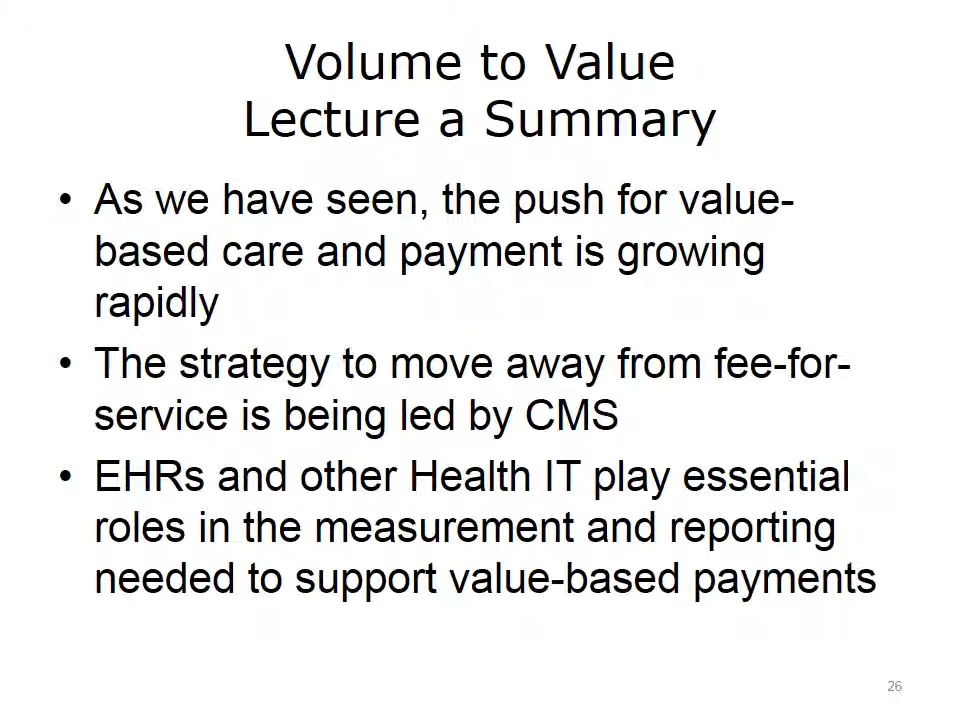 Volume to Value
Lecture a Summary
• As we have seen, the push for value-
based care and payment is growing
rapidly
• The strategy to move away from fee-for-
service is being led by CMS
• EHRs and other Health IT play essential
roles in the measurement and reporting
needed to support value-based payments
26